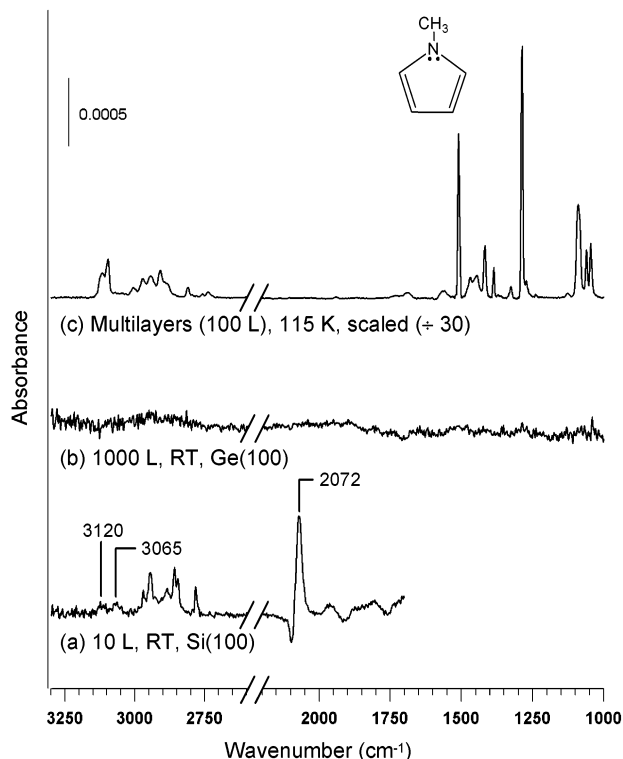 CH₃
N
0.0005
(c) Multilayers (100 L), 115 K, scaled (÷ 30)
Absorbance
(b) 1000 L, RT, Ge(100)
2072
3120
3065
(a) 10 L, RT, Si(100)
3250 3000 2750 2000 1750 1500 1250 1000
Wavenumber (cm⁻¹)